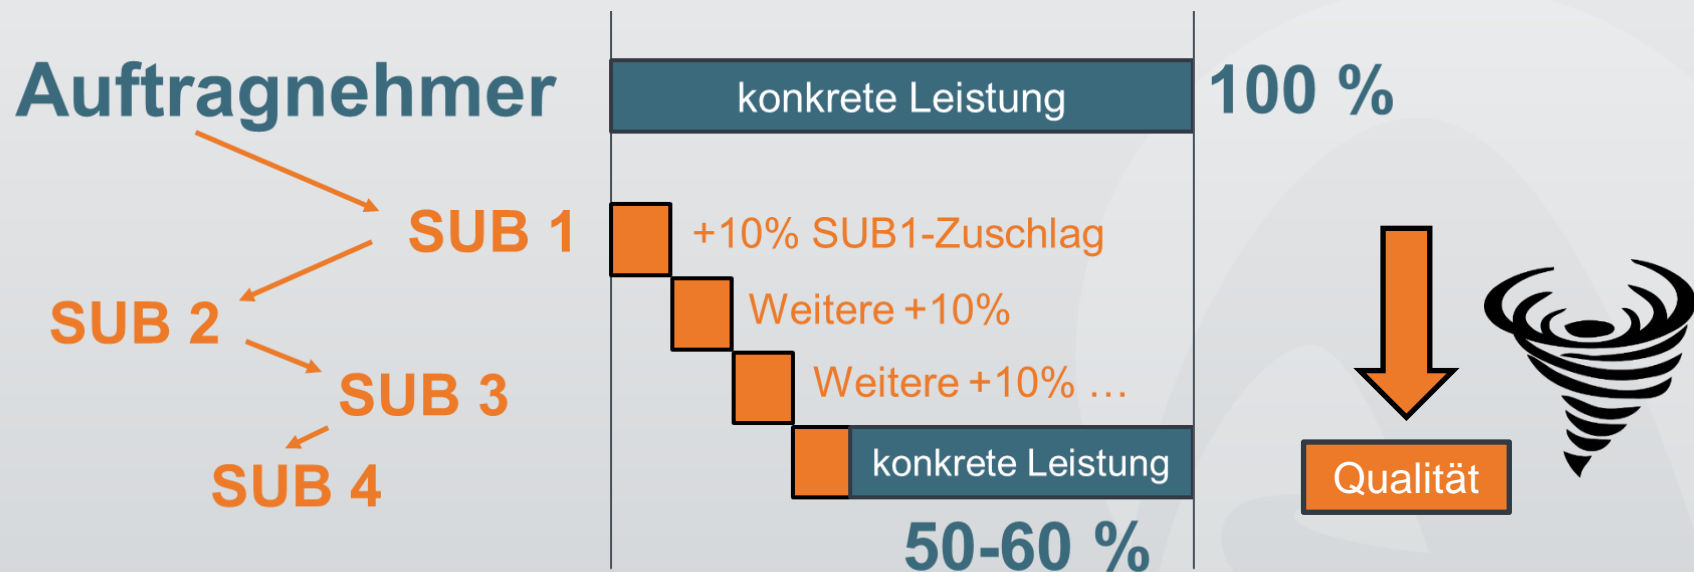 Auftragnehmer
konkrete Leistung
100 %
SUB 1
+10% SUB1-Zuschlag
SUB 2
Weitere +10%
SUB 3
Weitere +10% …
SUB 4
konkrete Leistung
Qualität
50-60 %